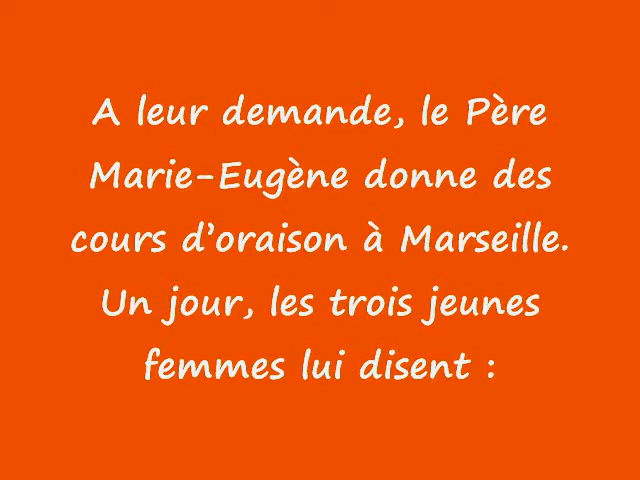 A leur demande, le Père
Marie-Eugène donne des
cours d'oraison à Marseille.
Un jour, les trois jeunes
femmes lui disent :